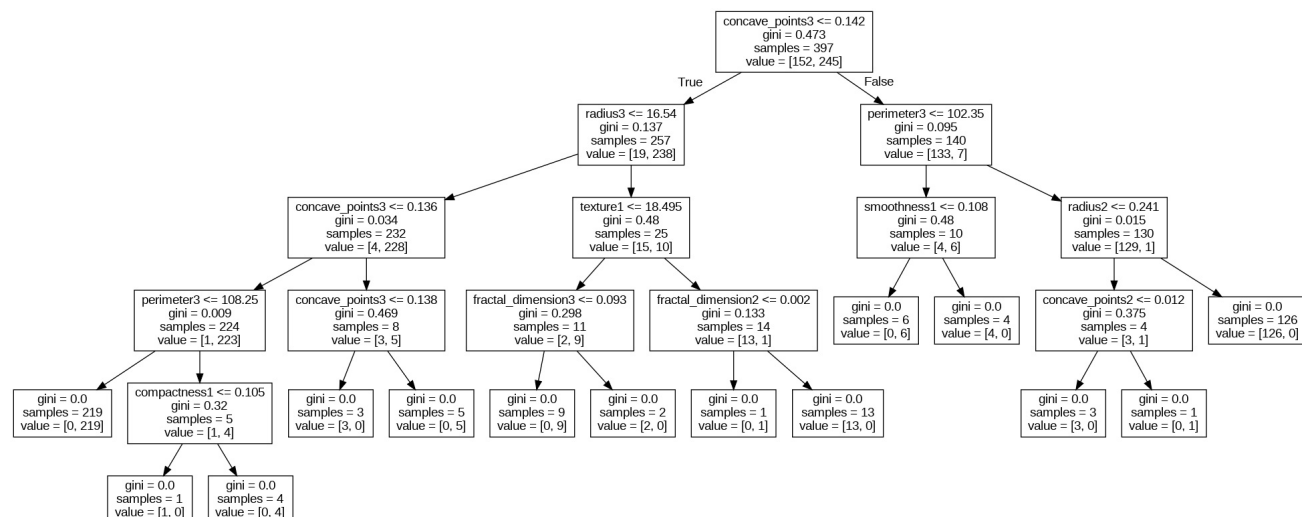 concave_points3 <= 0.142
gini = 0.473
samples = 397
value = [152, 245]
True
False
radius3 <= 16.54
gini = 0.137
samples = 257
value = [19, 238]
perimeter3 <= 102.35
gini = 0.095
samples = 140
value = [133, 7]
concave_points3 <= 0.136
gini = 0.034
samples = 232
value = [4, 228]
texture1 <= 18.495
gini = 0.48
samples = 25
value = [15, 10]
smoothness1 <= 0.108
gini = 0.48
samples = 10
value = [4, 6]
radius2 <= 0.241
gini = 0.015
samples = 130
value = [129, 1]
perimeter3 <= 108.25
gini = 0.009
samples = 224
value = [1, 223]
concave_points3 <= 0.138
gini = 0.469
samples = 8
value = [3, 5]
fractal_dimension3 <= 0.093
gini = 0.298
samples = 11
value = [2, 9]
fractal_dimension2 <= 0.002
gini = 0.133
samples = 14
value = [13, 1]
gini = 0.0
samples = 6
value = [0, 6]
gini = 0.0
samples = 4
value = [4, 0]
concave_points2 <= 0.012
gini = 0.375
samples = 4
value = [3, 1]
gini = 0.0
samples = 126
value = [126, 0]
gini = 0.0
samples = 219
value = [0, 219]
compactness1 <= 0.105
gini = 0.32
samples = 5
value = [1, 4]
gini = 0.0
samples = 3
value = [3, 0]
gini = 0.0
samples = 5
value = [0, 5]
gini = 0.0
samples = 9
value = [0, 9]
gini = 0.0
samples = 2
value = [2, 0]
gini = 0.0
samples = 1
value = [0, 1]
gini = 0.0
samples = 13
value = [13, 0]
gini = 0.0
samples = 3
value = [3, 0]
gini = 0.0
samples = 1
value = [0, 1]
gini = 0.0
samples = 1
value = [1, 0]
gini = 0.0
samples = 4
value = [0, 4]